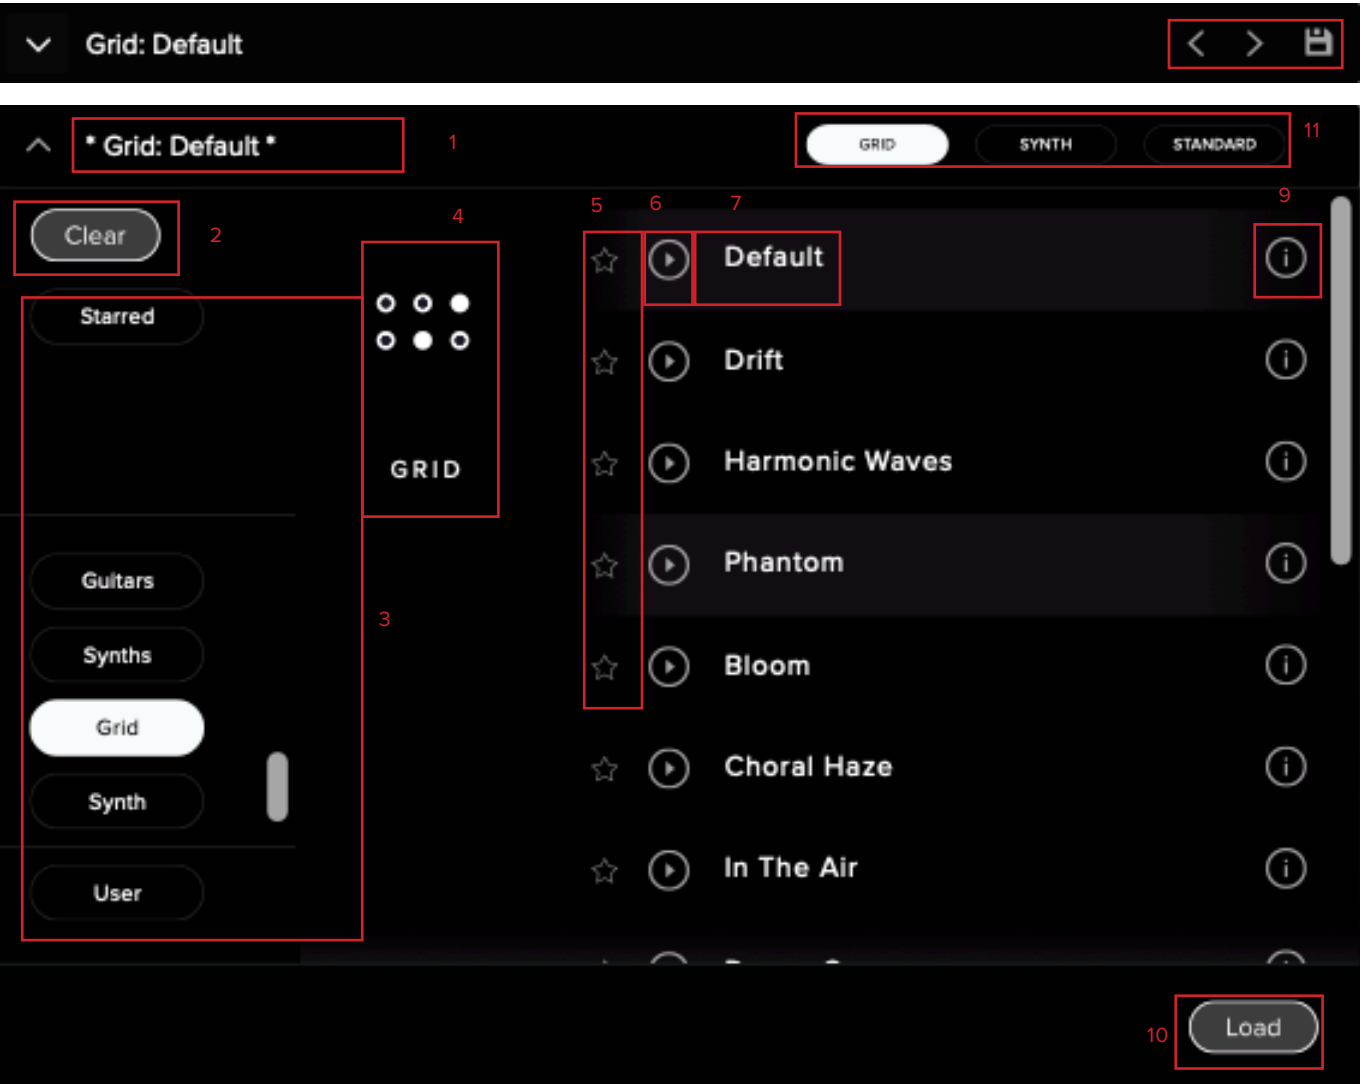 Grid: Default
* Grid: Default *
1
GRID
SYNTH
STANDARD
11
Clear
2
4
5
6
7
9
Starred
GRID
Default
Drift
Harmonic Waves
Phantom
Guitars
3
Synths
Bloom
Grid
Choral Haze
Synth
In The Air
User
10
Load